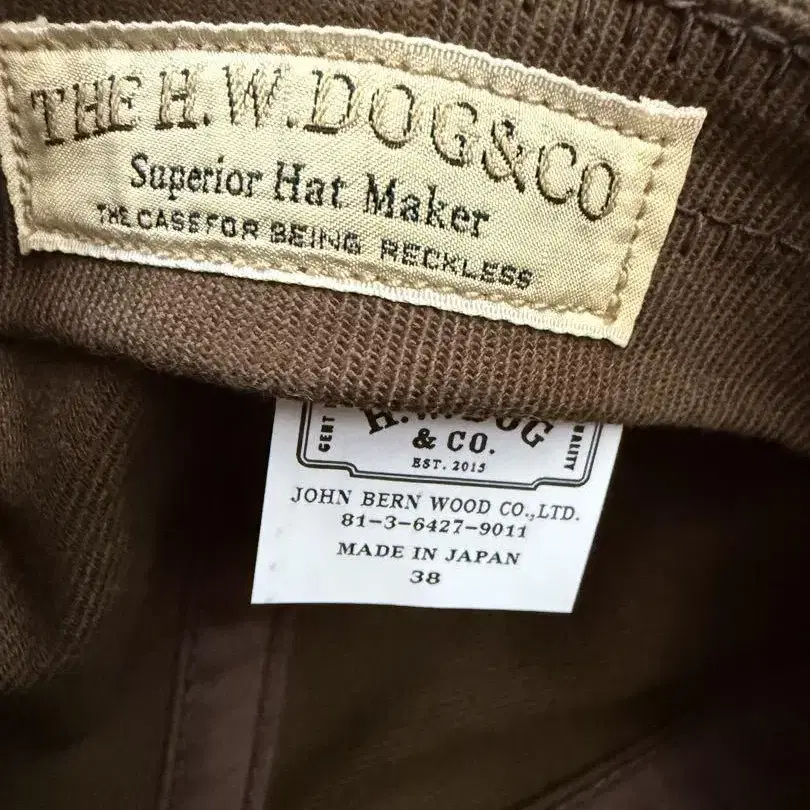 THE H.W.DOG&CO
Superior Hat Maker
THE CASE FOR BEING RECKLESS
H.W.DOG
& CO.
EST. 2015
JOHN BERN WOOD CO.,LTD.
81-3-6427-9011
MADE IN JAPAN
38